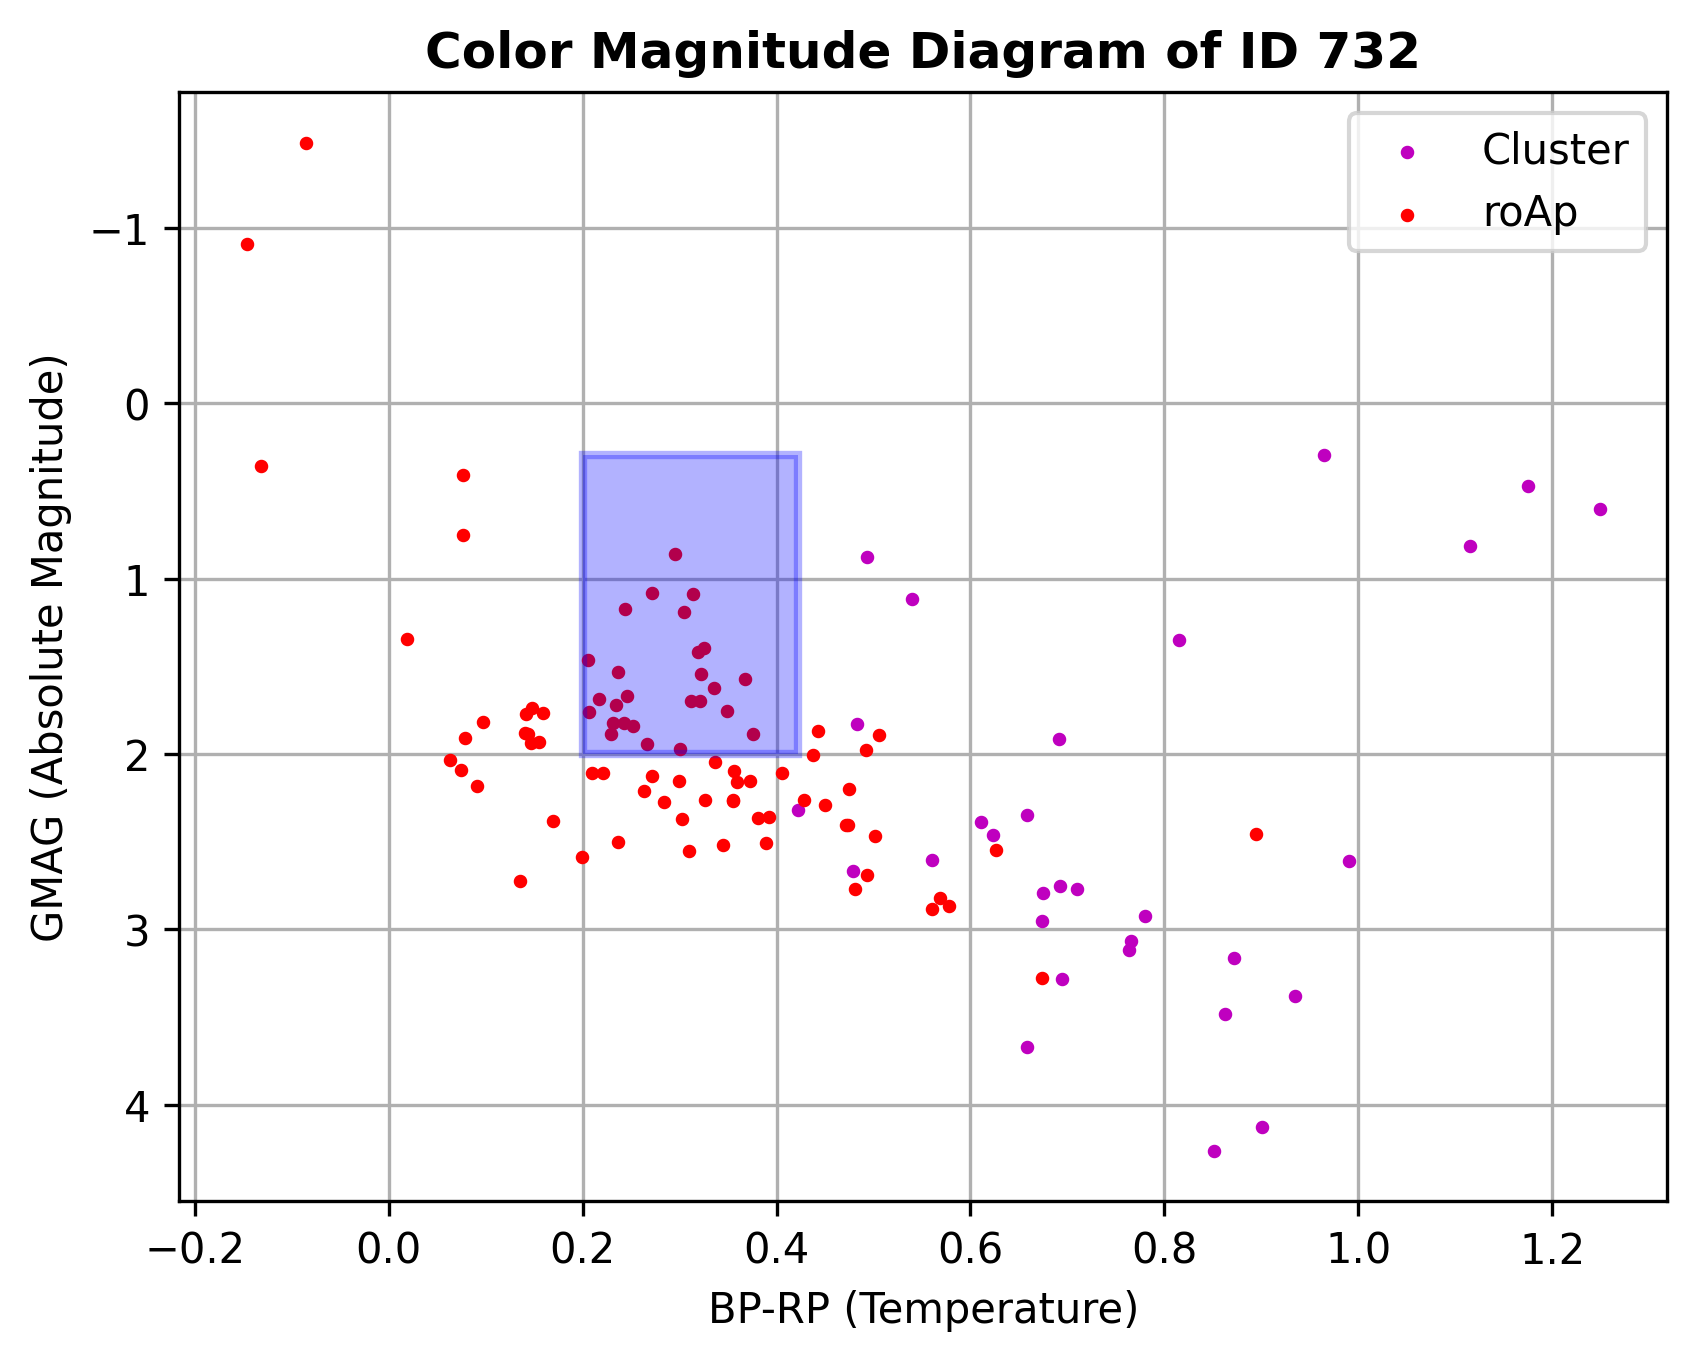 Color Magnitude Diagram of ID 732
Cluster
roAp
GMAG (Absolute Magnitude)
−1
0
1
2
3
4
−0.2 0.0 0.2 0.4 0.6 0.8 1.0 1.2
BP-RP (Temperature)